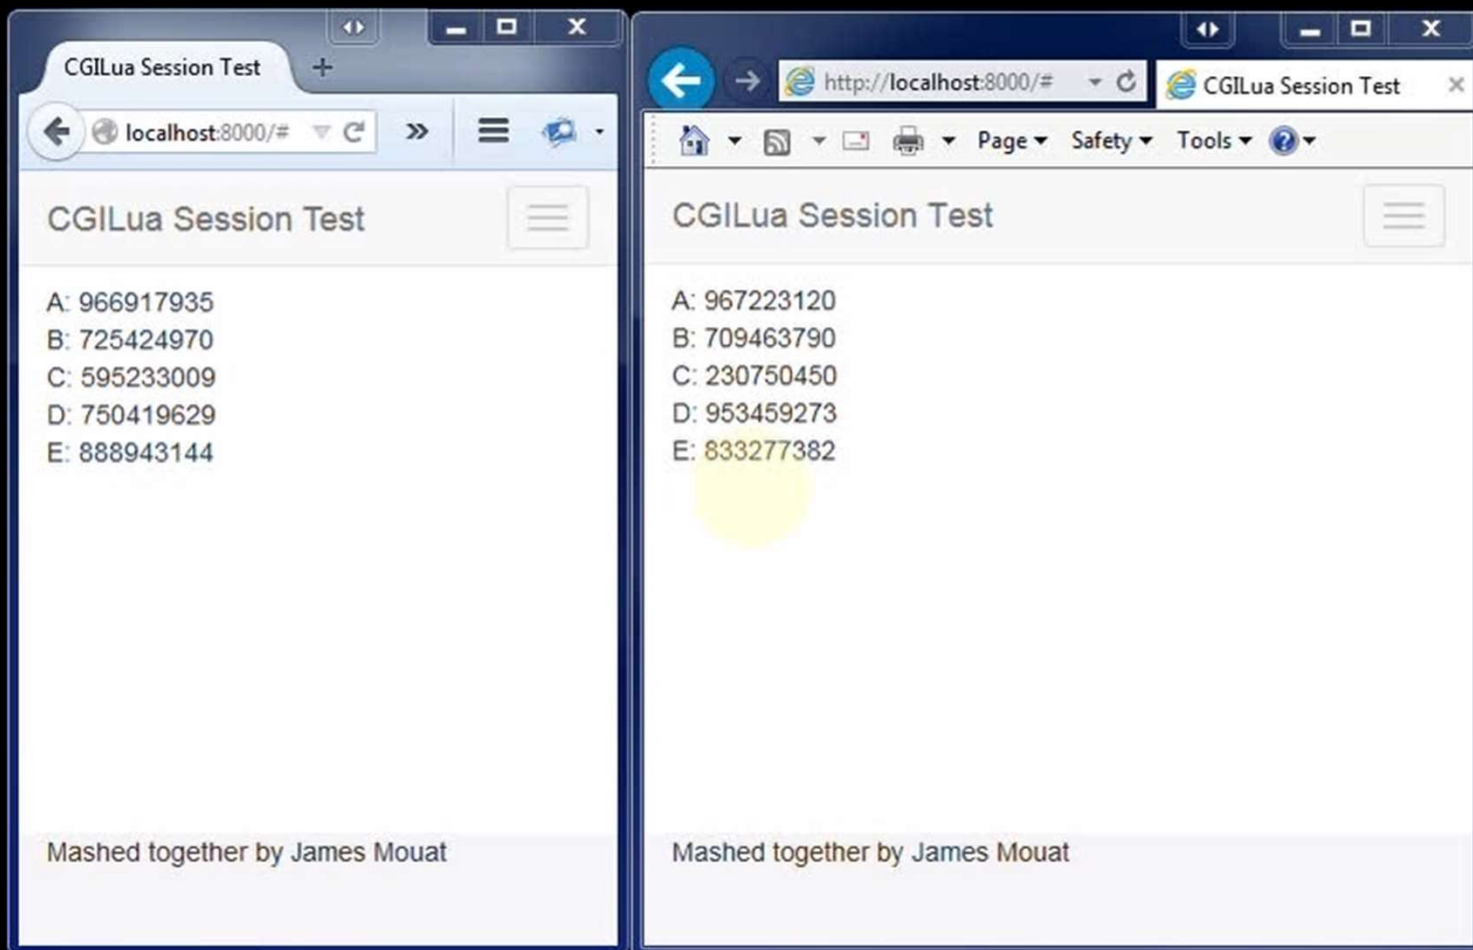 CGILua Session Test
localhost:8000/#
CGILua Session Test
A: 966917935
B: 725424970
C: 595233009
D: 750419629
E: 888943144
Mashed together by James Mouat
http://localhost:8000/#
CGILua Session Test
Page
Safety
Tools
CGILua Session Test
A: 967223120
B: 709463790
C: 230750450
D: 953459273
E: 833277382
Mashed together by James Mouat